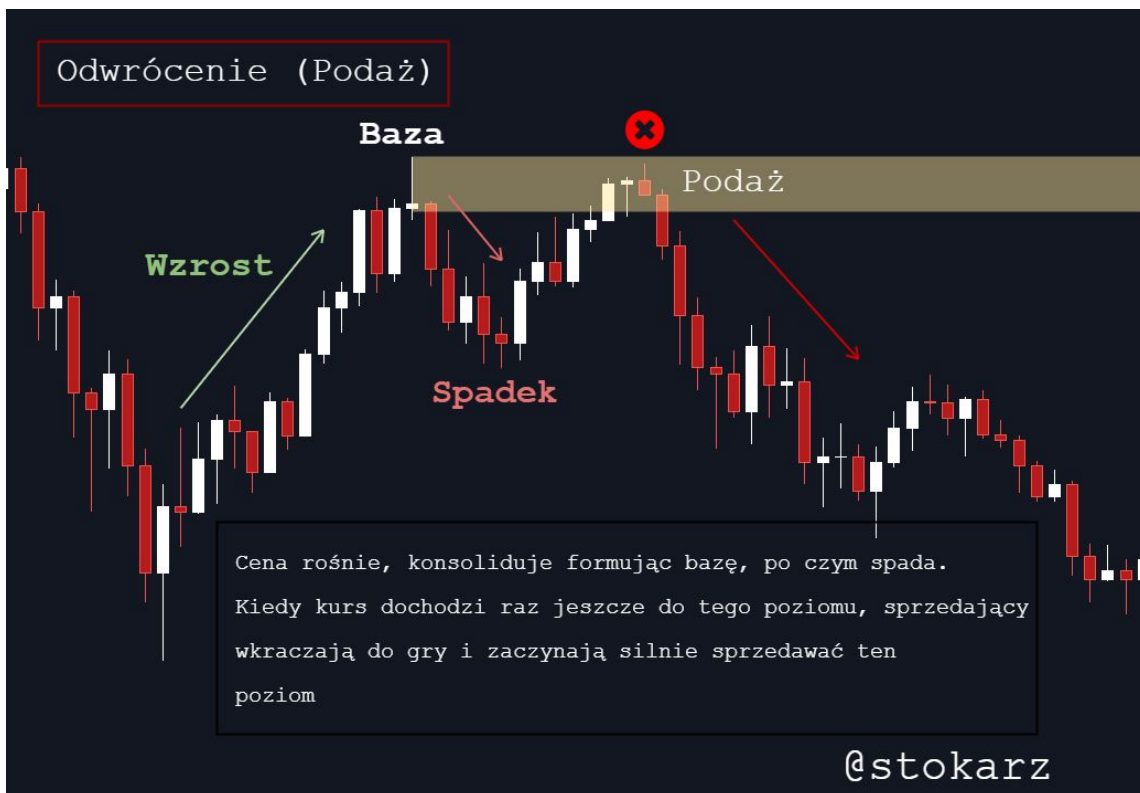 Odwrócenie (Podaż)
Baza
Podaż
Wzrost
Spadek
Cena rośnie, konsoliduje formując bazę, po czym spada.
Kiedy kurs dochodzi raz jeszcze do tego poziomu, sprzedający
wkraczają do gry i zaczynają silnie sprzedawać ten
poziom
@stokarz